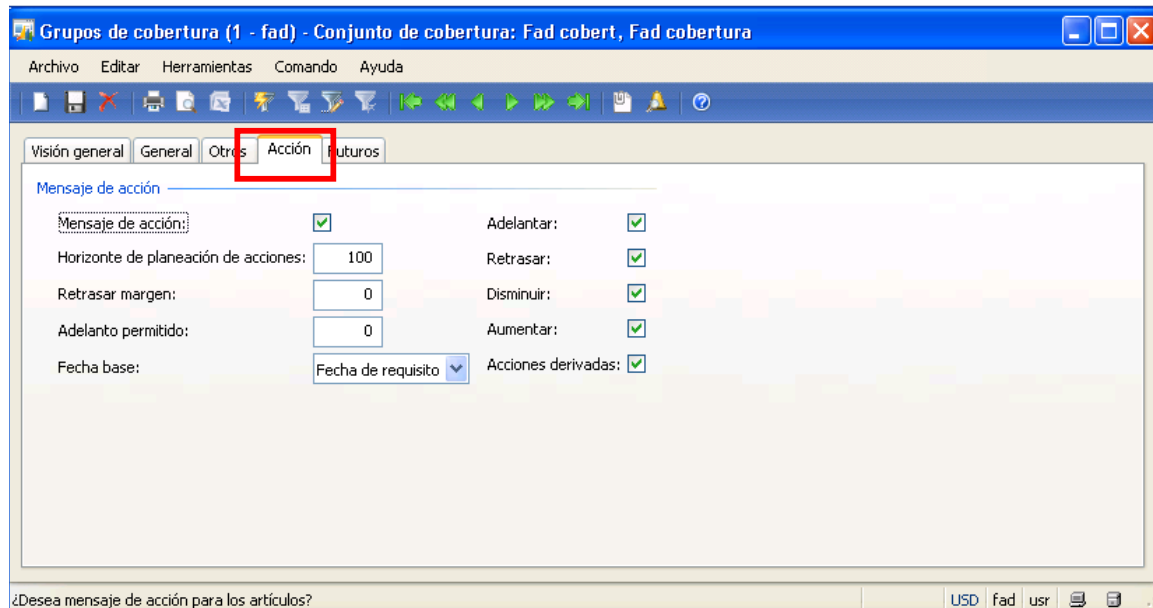 Grupos de cobertura (1 - fad) - Conjunto de cobertura: Fad cobert, Fad cobertura
Archivo Editar Herramientas Comando Ayuda
Visión general General Otros Acción Futuros
Mensaje de acción
Mensaje de acción: Adelantar:
Horizonte de planeación de acciones: 100 Retrasar:
Retrasar margen: 0 Disminuir:
Adelanto permitido: 0 Aumentar:
Fecha base: Fecha de requisito Acciones derivadas:
¿Desea mensaje de acción para los artículos? USD fad usr